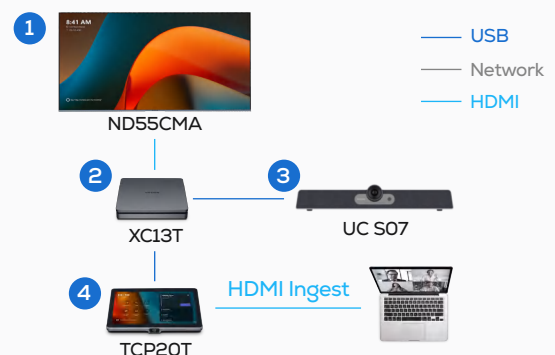 1
8:41 AM
USB
Network
HDMI
ND55CMA
2
3
XC13T
UC S07
4
HDMI Ingest
TCP20T